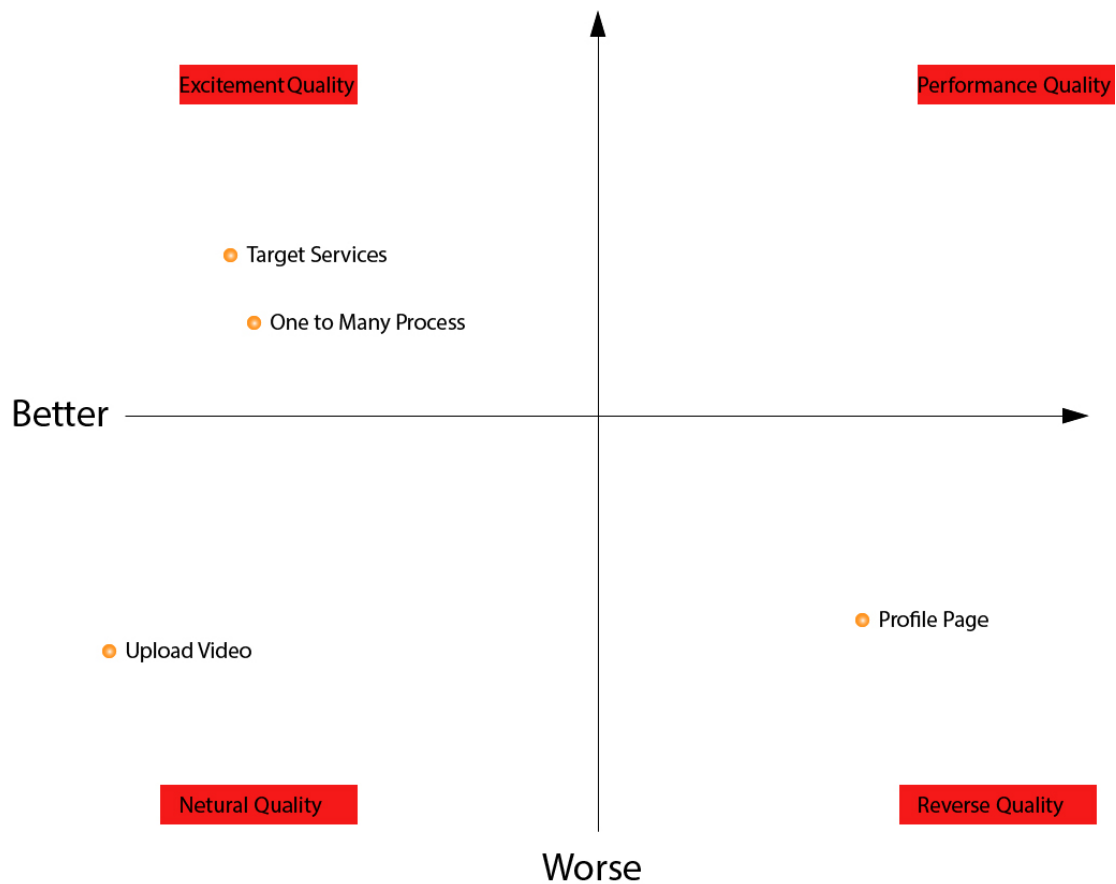 Excitement Quality
Performance Quality
Target Services
One to Many Process
Better
Profile Page
Upload Video
Netural Quality
Reverse Quality
Worse